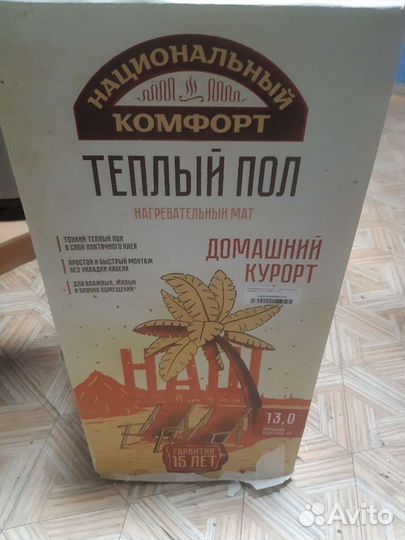 НАЦИОНАЛЬНЫЙ
КОМФОРТ
ТЕПЛЫЙ ПОЛ
НАГРЕВАТЕЛЬНЫЙ МАТ
ТОНКИЙ ТЕПЛЫЙ ПОЛ
В СЛОИ ПЛИТОЧНОГО КЛЕЯ
ПРОСТОЙ И БЫСТРЫЙ МОНТАЖ
БЕЗ УКЛАДКИ КАБЕЛЯ
ДЛЯ ВЛАЖНЫХ, ЖИЛЫХ
И ПРОЧИХ ПОМЕЩЕНИЙ
ДОМАШНИЙ
КУРОРТ
НАШ
13,0
ГАРАНТИЯ
15 ЛЕТ
Avito